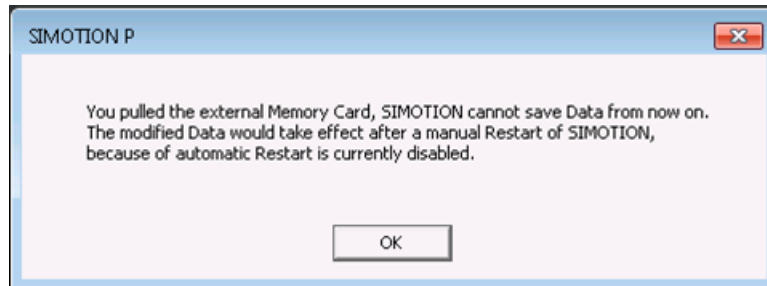 SIMOTION P
You pulled the external Memory Card, SIMOTION cannot save Data from now on.
The modified Data would take effect after a manual Restart of SIMOTION,
because of automatic Restart is currently disabled.
OK